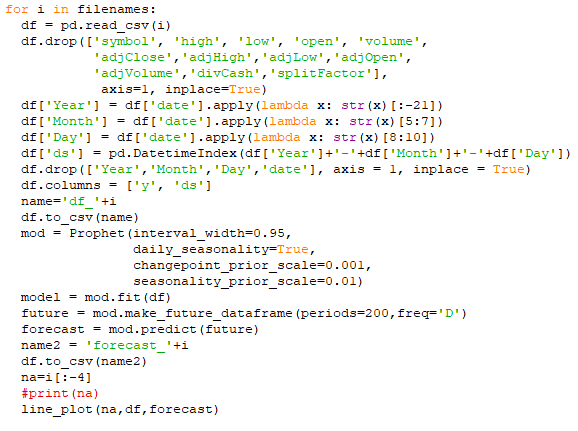 for i in filenames:
  df = pd.read_csv(i)
  df.drop(['symbol', 'high', 'low', 'open', 'volume',
           'adjClose','adjHigh','adjLow','adjOpen',
           'adjVolume','divCash','splitFactor'],
            axis=1, inplace=True)
  df['Year'] = df['date'].apply(lambda x: str(x)[:-21])
  df['Month'] = df['date'].apply(lambda x: str(x)[5:7])
  df['Day'] = df['date'].apply(lambda x: str(x)[8:10])
  df['ds'] = pd.DatetimeIndex(df['Year']+'-'+df['Month']+'-'+df['Day'])
  df.drop(['Year','Month','Day','date'], axis = 1, inplace = True)
  df.columns = ['y', 'ds']
  name='df_'+i
  df.to_csv(name)
  mod = Prophet(interval_width=0.95,
                daily_seasonality=True,
                changepoint_prior_scale=0.001,
                seasonality_prior_scale=0.01)
  model = mod.fit(df)
  future = mod.make_future_dataframe(periods=200,freq='D')
  forecast = mod.predict(future)
  name2 = 'forecast_'+i
  df.to_csv(name2)
  na=i[:-4]
  #print(na)
  line_plot(na,df,forecast)